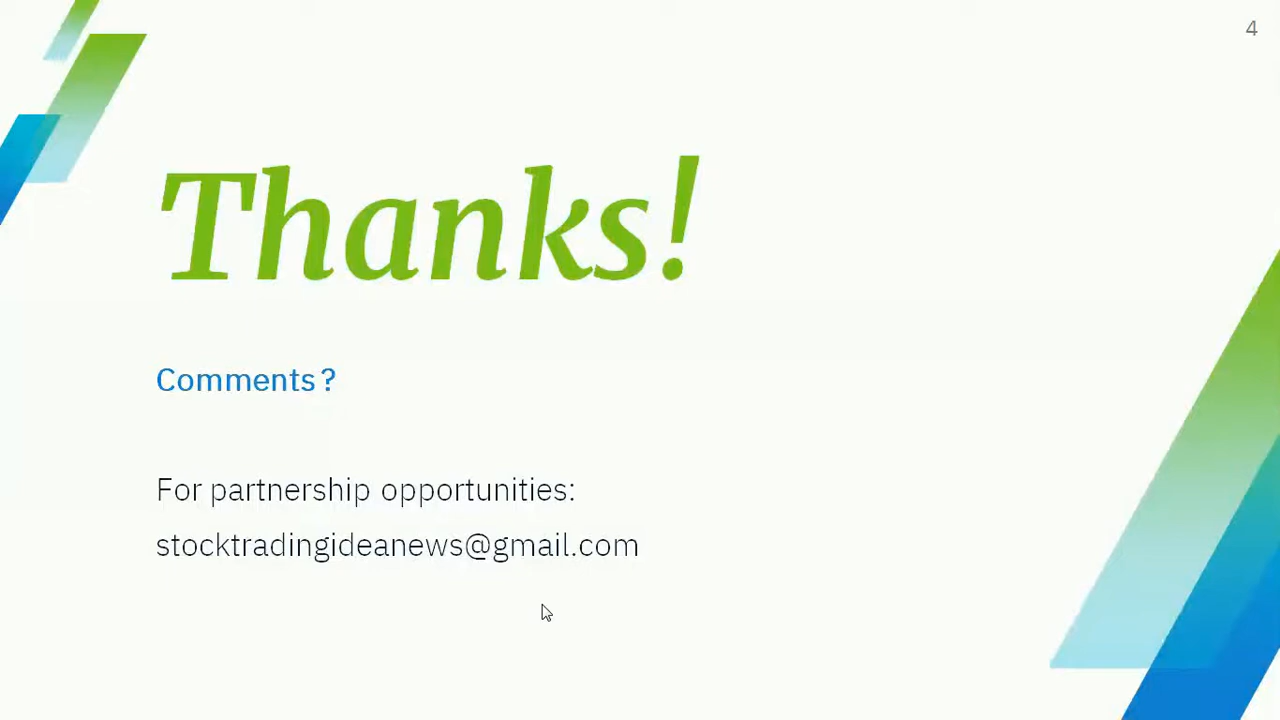 4
Thanks!
Comments?
For partnership opportunities:
stocktradingideanews@gmail.com